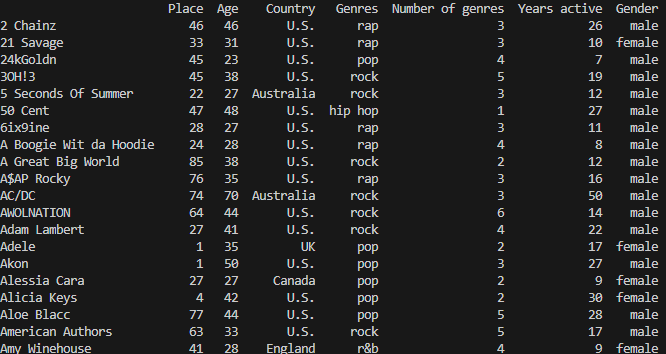 Place Age Country Genres Number of genres Years active Gender
2 Chainz 46 46 U.S. rap 3 26 male
21 Savage 33 31 U.S. rap 3 10 female
24kGoldn 45 23 U.S. pop 4 7 male
3OH!3 45 38 U.S. rock 5 19 male
5 Seconds Of Summer 22 27 Australia rock 3 12 male
50 Cent 47 48 U.S. hip hop 1 27 male
6ix9ine 28 27 U.S. rap 3 11 male
A Boogie Wit da Hoodie 24 28 U.S. rap 4 8 male
A Great Big World 85 38 U.S. rock 2 12 male
A$AP Rocky 76 35 U.S. rap 3 16 male
AC/DC 74 70 Australia rock 3 50 male
AWOLNATION 64 44 U.S. rock 6 14 male
Adam Lambert 27 41 U.S. rock 4 22 male
Adele 1 35 UK pop 2 17 female
Akon 1 50 U.S. pop 3 27 male
Alessia Cara 27 27 Canada pop 2 9 female
Alicia Keys 4 42 U.S. pop 2 30 female
Aloe Blacc 77 44 U.S. pop 5 28 male
American Authors 63 33 U.S. rock 5 17 male
Amy Winehouse 41 28 England r&b 4 9 female